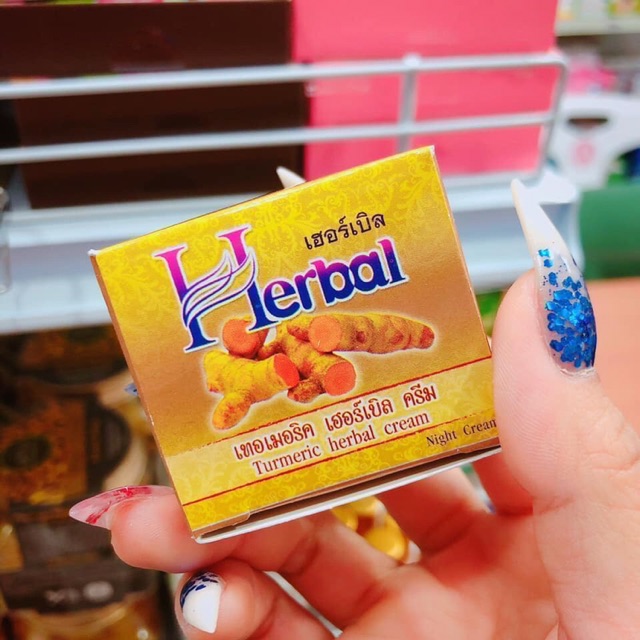 เฮอร์เบิล
Herbal
เทอเมอริค เฮอร์เบิล ครีม
Turmeric herbal cream
Night Cream